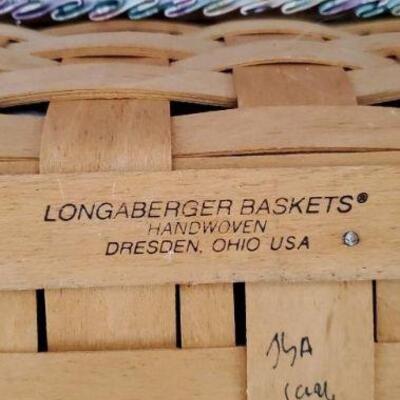 LONGABERGER BASKETS®
HANDWOVEN
DRESDEN, OHIO USA